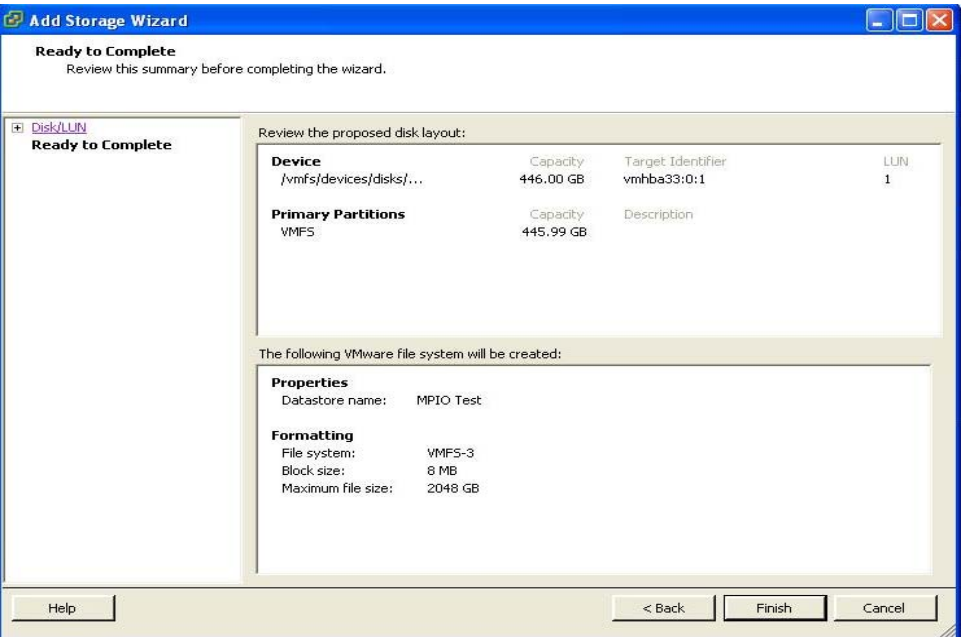 Add Storage Wizard
Ready to Complete
Review this summary before completing the wizard.
Disk/LUN
Ready to Complete
Review the proposed disk layout:
Device Capacity Target Identifier LUN
/vmfs/devices/disks/... 446.00 GB vmhba33:0:1 1
Primary Partitions Capacity Description
VMFS 445.99 GB
The following VMware file system will be created:
Properties
Datastore name: MPIO Test
Formatting
File system: VMFS-3
Block size: 8 MB
Maximum file size: 2048 GB
Help < Back Finish Cancel